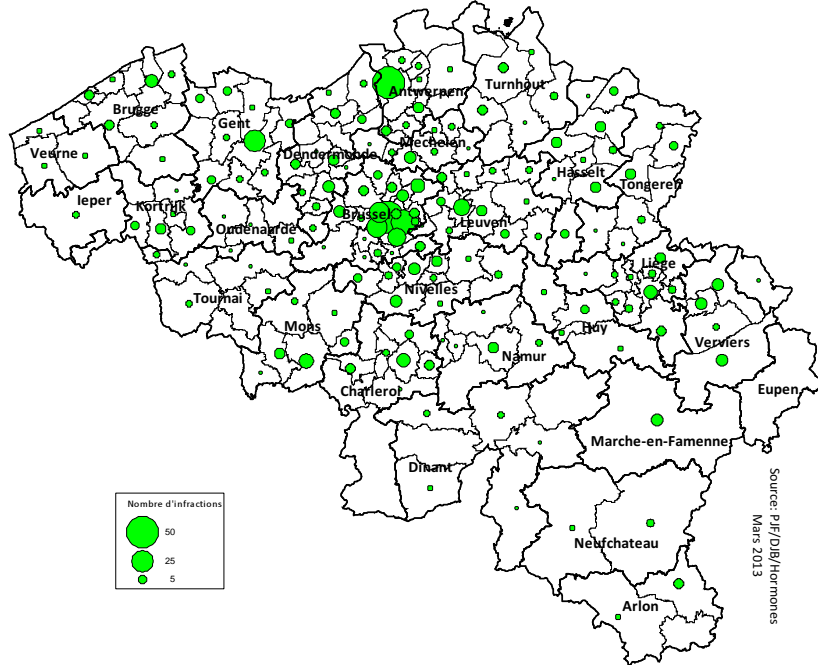 Turnhout
Antwerpen
Brugge
Gent
Mechelen
Veurne
Dendermonde
Hasselt
Tongeren
Ieper
Kortrijk
Brussel
Leuven
Oudenaarde
Liège
Nivelles
Tournai
Mons
Huy
Verviers
Namur
Charleroi
Eupen
Marche-en-Famenne
Dinant
Nombre d'infractions
50
25
5
Source: PJF/DJB/Hormones
Mars 2013
Neufchateau
Arlon